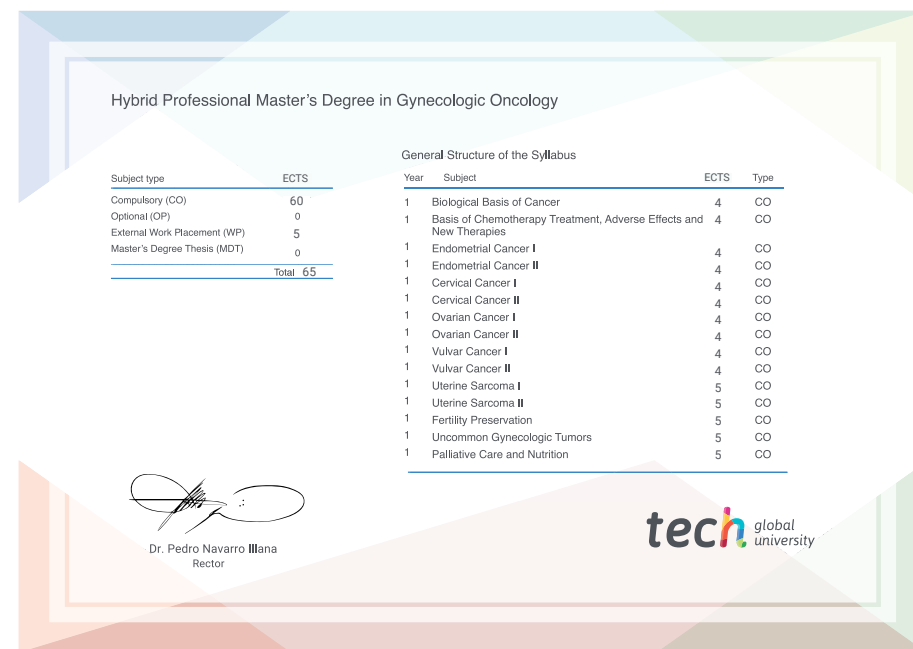 Hybrid Professional Master's Degree in Gynecologic Oncology
General Structure of the Syllabus
Subject type ECTS
Compulsory (CO) 60
Optional (OP) 0
External Work Placement (WP) 5
Master's Degree Thesis (MDT) 0
Total 65
Year Subject ECTS Type
1 Biological Basis of Cancer 4 CO
1 Basis of Chemotherapy Treatment, Adverse Effects and 4 CO
New Therapies
1 Endometrial Cancer I 4 CO
1 Endometrial Cancer II 4 CO
1 Cervical Cancer I 4 CO
1 Cervical Cancer II 4 CO
1 Ovarian Cancer I 4 CO
1 Ovarian Cancer II 4 CO
1 Vulvar Cancer I 4 CO
1 Vulvar Cancer II 4 CO
1 Uterine Sarcoma I 5 CO
1 Uterine Sarcoma II 5 CO
1 Fertility Preservation 5 CO
1 Uncommon Gynecologic Tumors 5 CO
1 Palliative Care and Nutrition 5 CO
Dr. Pedro Navarro Illana
Rector
tech global
university